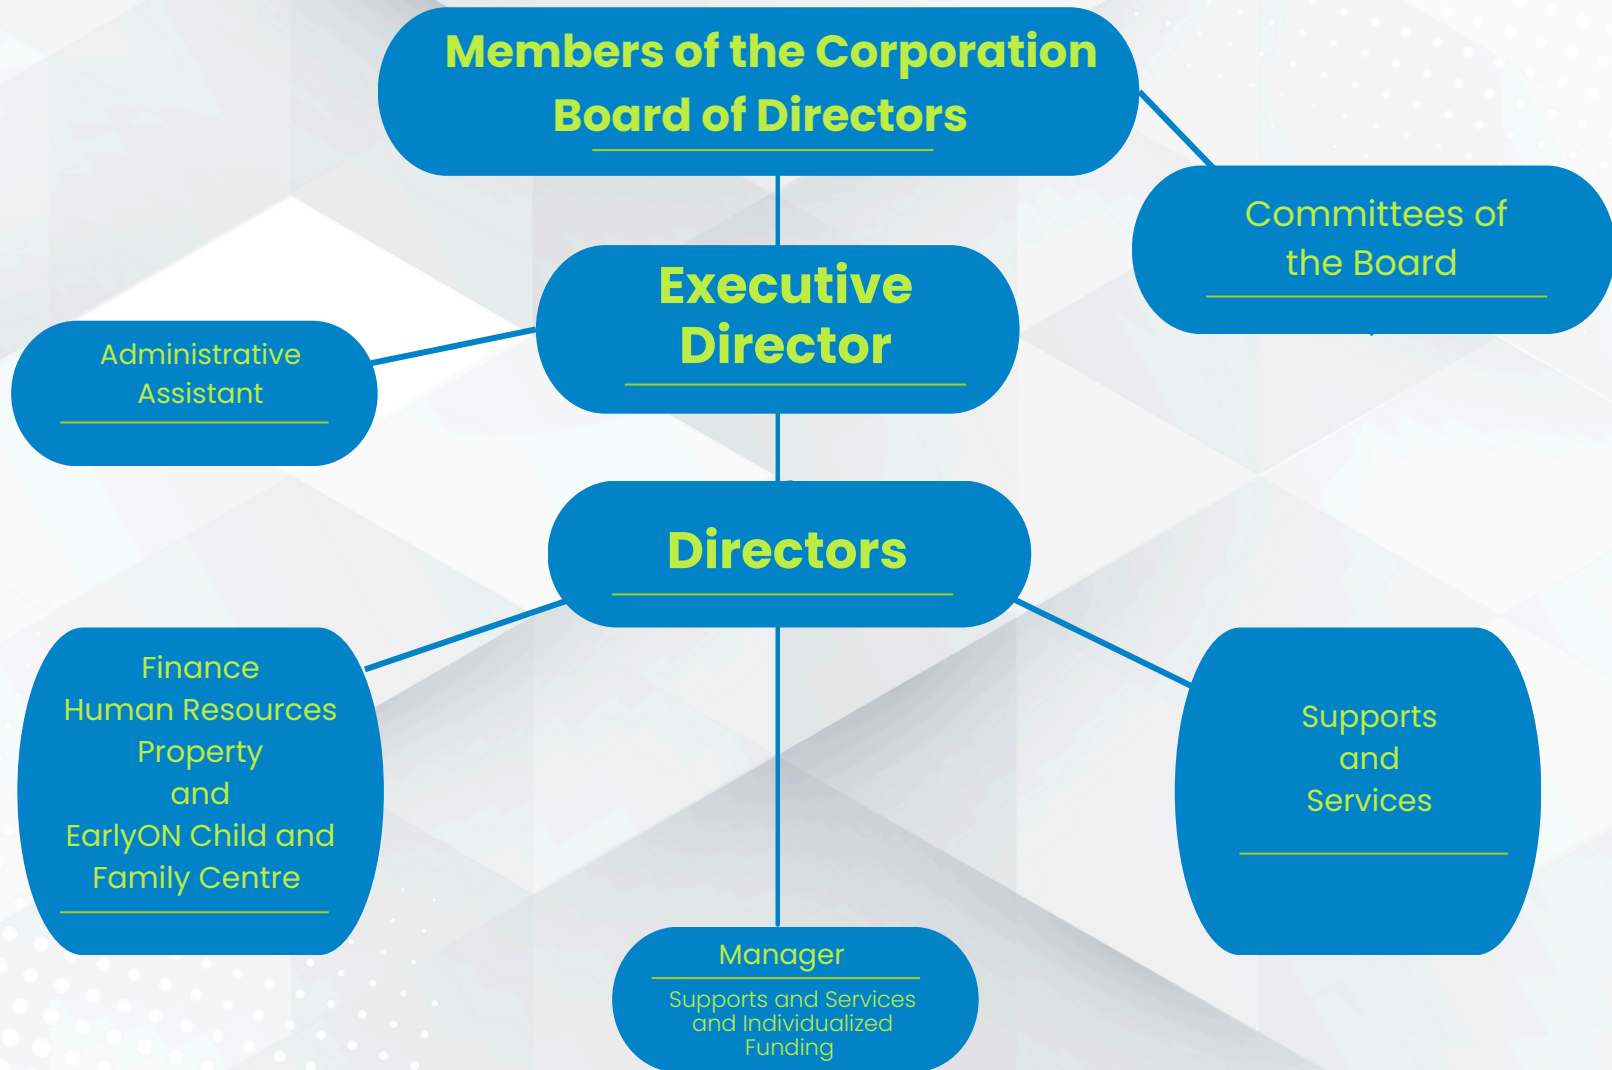 Members of the Corporation
Board of Directors
Committees of
the Board
Executive
Director
Administrative
Assistant
Directors
Finance
Human Resources
Property
and
EarlyON Child and
Family Centre
Supports
and
Services
Manager
Supports and Services
and Individualized
Funding